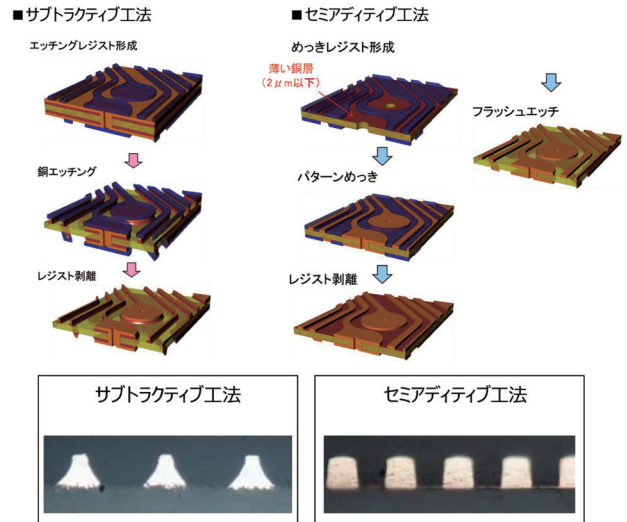 ■サブトラクティブ工法
エッチングレジスト形成
銅エッチング
レジスト剥離
■セミアディティブ工法
めっきレジスト形成
薄い銅層
(2μm以下)
パターンめっき
レジスト剥離
フラッシュエッチ
サブトラクティブ工法
セミアディティブ工法